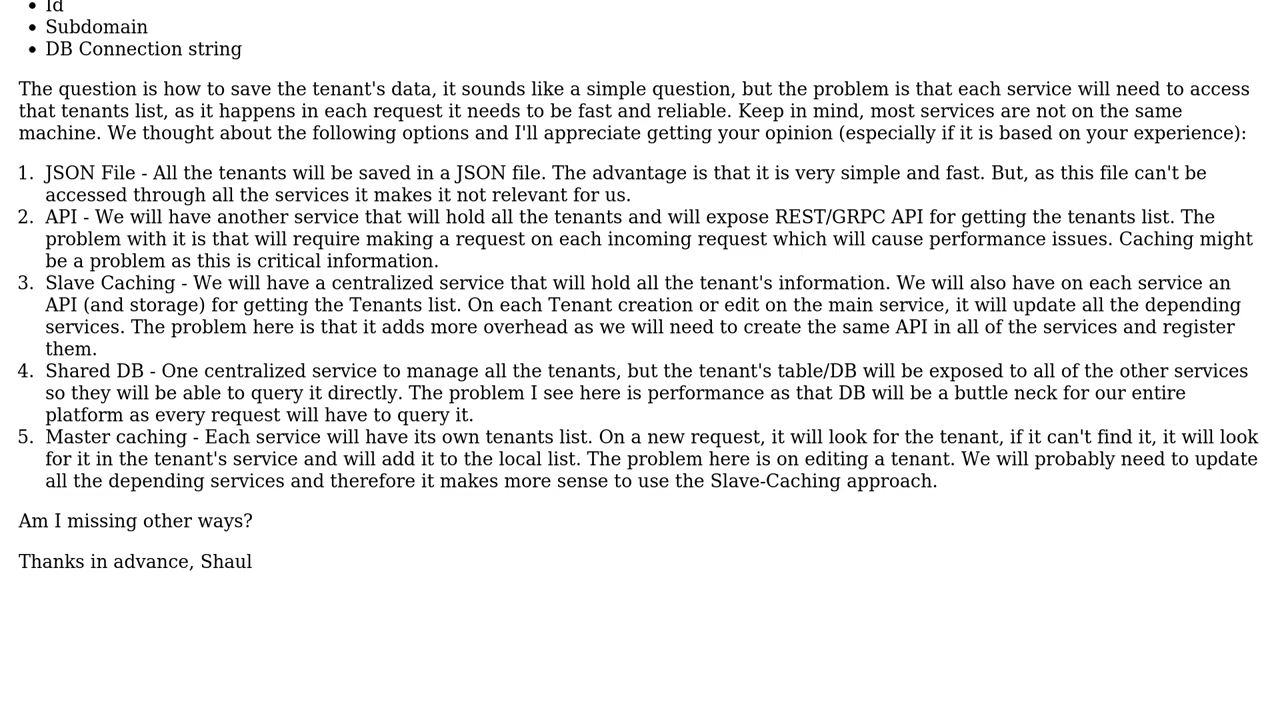 • Id
• Subdomain
• DB Connection string
The question is how to save the tenant's data, it sounds like a simple question, but the problem is that each service will need to access
that tenants list, as it happens in each request it needs to be fast and reliable. Keep in mind, most services are not on the same
machine. We thought about the following options and I'll appreciate getting your opinion (especially if it is based on your experience):
1. JSON File - All the tenants will be saved in a JSON file. The advantage is that it is very simple and fast. But, as this file can't be
accessed through all the services it makes it not relevant for us.
2. API - We will have another service that will hold all the tenants and will expose REST/GRPC API for getting the tenants list. The
problem with it is that will require making a request on each incoming request which will cause performance issues. Caching might
be a problem as this is critical information.
3. Slave Caching - We will have a centralized service that will hold all the tenant's information. We will also have on each service an
API (and storage) for getting the Tenants list. On each Tenant creation or edit on the main service, it will update all the depending
services. The problem here is that it adds more overhead as we will need to create the same API in all of the services and register
them.
4. Shared DB - One centralized service to manage all the tenants, but the tenant's table/DB will be exposed to all of the other services
so they will be able to query it directly. The problem I see here is performance as that DB will be a buttle neck for our entire
platform as every request will have to query it.
5. Master caching - Each service will have its own tenants list. On a new request, it will look for the tenant, if it can't find it, it will look
for it in the tenant's service and will add it to the local list. The problem here is on editing a tenant. We will probably need to update
all the depending services and therefore it makes more sense to use the Slave-Caching approach.
Am I missing other ways?
Thanks in advance, Shaul